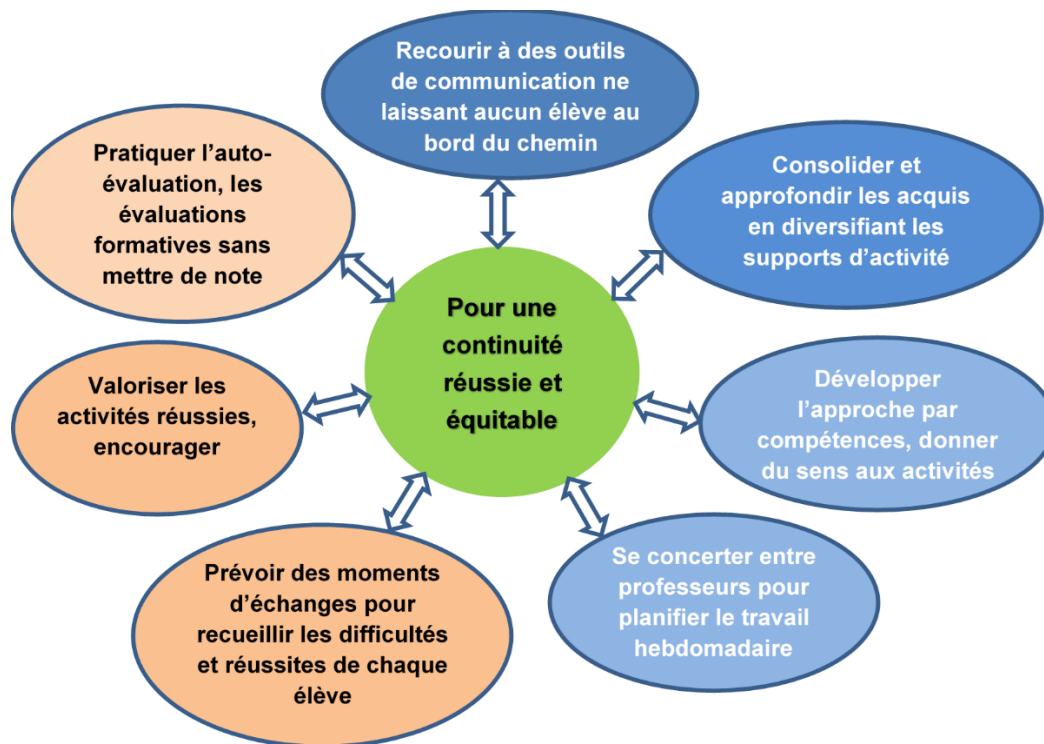 Recourir à des outils
de communication ne
laissant aucun élève au
bord du chemin
Consolider et
approfondir les acquis
en diversifiant les
supports d’activité
Développer
l’approche par
compétences, donner
du sens aux activités
Se concerter entre
professeurs pour
planifier le travail
hebdomadaire
Prévoir des moments
d’échanges pour
recueillir les difficultés
et réussites de chaque
élève
Valoriser les
activités réussies,
encourager
Pratiquer l’auto-
évaluation, les
évaluations
formatives sans
mettre de note
Pour une
continuité
réussie et
équitable